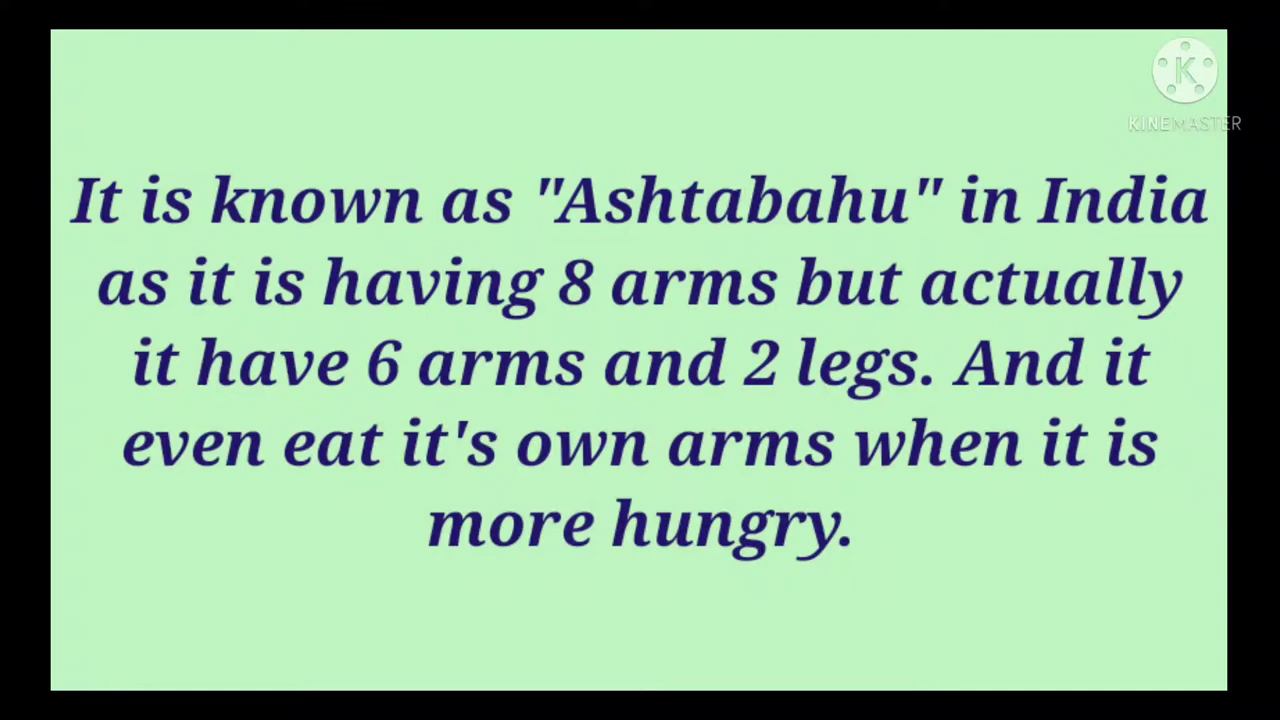 KINEMASTER
It is known as "Ashtabahu" in India
as it is having 8 arms but actually
it have 6 arms and 2 legs. And it
even eat it's own arms when it is
more hungry.